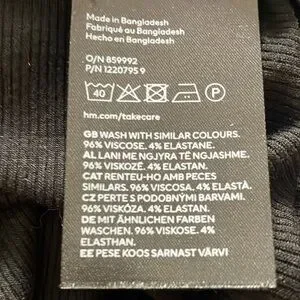 Made in Bangladesh
Fabriqué au Bangladesh
Hecho en Bangladesh
O/N 859992
P/N 1220795 9
40
P
hm.com/takecare
GB WASH WITH SIMILAR COLOURS.
96% VISCOSE. 4% ELASTANE.
AL LANI ME NGJYRA TË NGJASHME.
96% VISKOZË. 4% ELASTAN.
CAT RENTEU-HO AMB PECES
SIMILARS. 96% VISCOSA. 4% ELASTÀ.
CZ PERTE S PODOBNÝMI BARVAMI.
96% VISKÓZA. 4% ELASTAN.
DE MIT ÄHNLICHEN FARBEN
WASCHEN. 96% VISKOSE. 4%
ELASTHAN.
EE PESE KOOS SARNAST VÄRVI